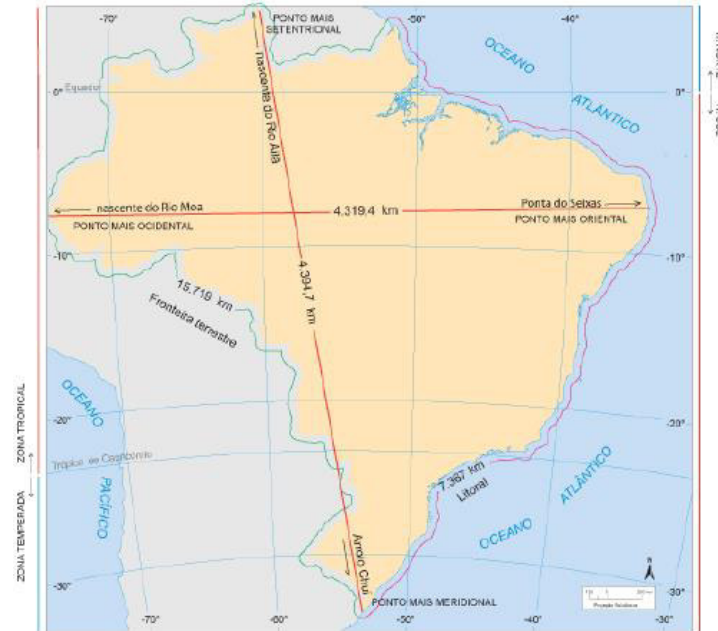 -70°
PONTO MAIS
SETENTRIONAL
-50°
-40°
OCEANO
ATLÂNTICO
Equador
0°
0°
nascente do Rio Ailã
nascente do Rio Moa
4.319,4 km
Ponta do Seixas
PONTO MAIS OCIDENTAL
PONTO MAIS ORIENTAL
-10°
-10°
4.394,7 km
15.719 km
Fronteira terrestre
OCEANO
PACÍFICO
ZONA TROPICAL
ZONA TEMPERADA
-20°
-20°
Trópico de Capricórnio
7.367 km
Litoral
OCEANO
ATLÂNTICO
Arroio Chuí
-30°
-30°
PONTO MAIS MERIDIONAL
N
-70°
-60°
-50°
-40°
-30°